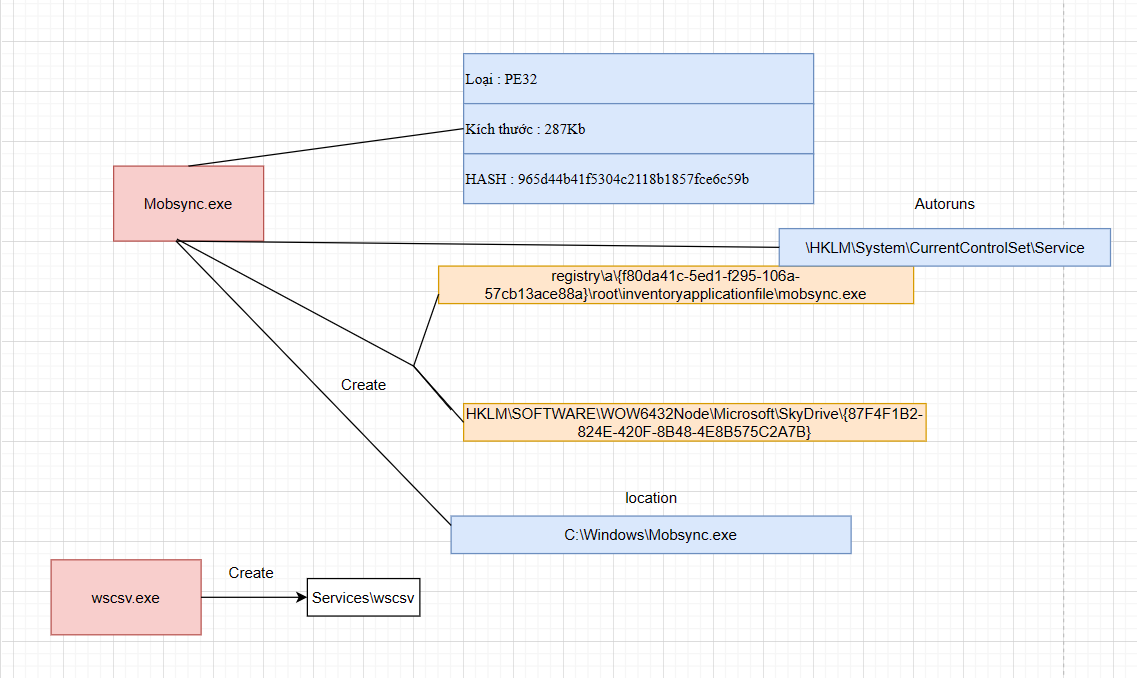 Loại : PE32
Kích thước : 287Kb
HASH : 965d44b41f5304c2118b1857fce6c59b
Mobsync.exe
Autoruns
\HKLM\System\CurrentControlSet\Service
registry\a\{f80da41c-5ed1-f295-106a-
57cb13ace88a}\root\inventoryapplicationfile\mobsync.exe
Create
HKLM\SOFTWARE\WOW6432Node\Microsoft\SkyDrive\{87F4F1B2-
824E-420F-8B48-4E8B575C2A7B}
location
C:\Windows\Mobsync.exe
wscsv.exe
Create
Services\wscsv